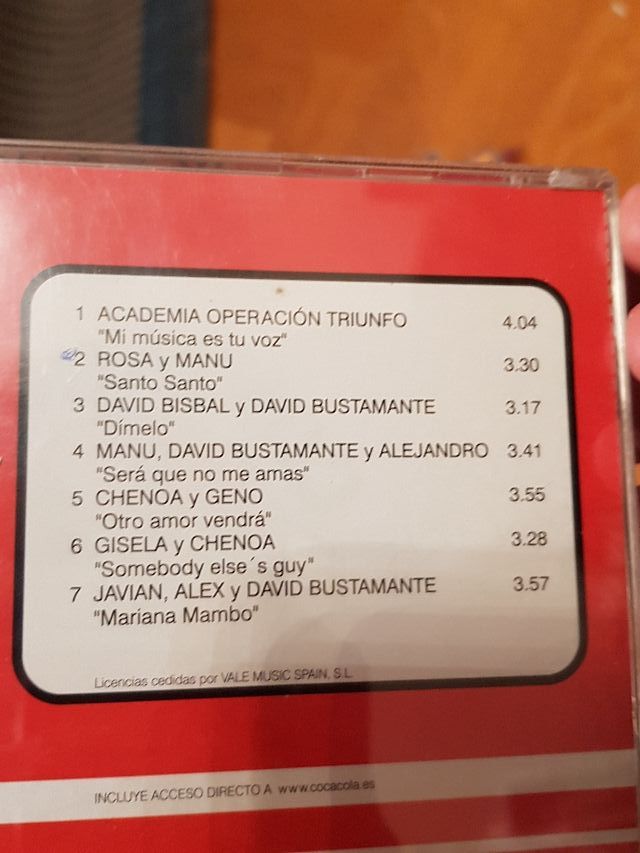 1 ACADEMIA OPERACIÓN TRIUNFO 4.04
"Mi música es tu voz"
2 ROSA y MANU 3.30
"Santo Santo"
3 DAVID BISBAL y DAVID BUSTAMANTE 3.17
"Dímelo"
4 MANU, DAVID BUSTAMANTE y ALEJANDRO 3.41
"Será que no me amas"
5 CHENOA y GENO 3.55
"Otro amor vendrá"
6 GISELA y CHENOA 3.28
"Somebody else´s guy"
7 JAVIAN, ALEX y DAVID BUSTAMANTE 3.57
"Mariana Mambo"
Licencias cedidas por VALE MUSIC SPAIN, S.L.
INCLUYE ACCESO DIRECTO A www.cocacola.es